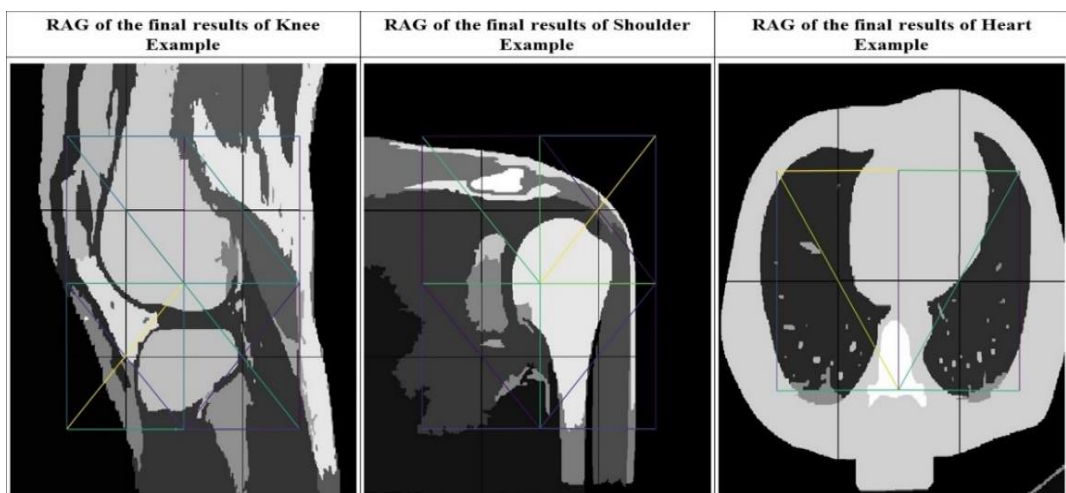 RAG of the final results of Knee
Example
RAG of the final results of Shoulder
Example
RAG of the final results of Heart
Example